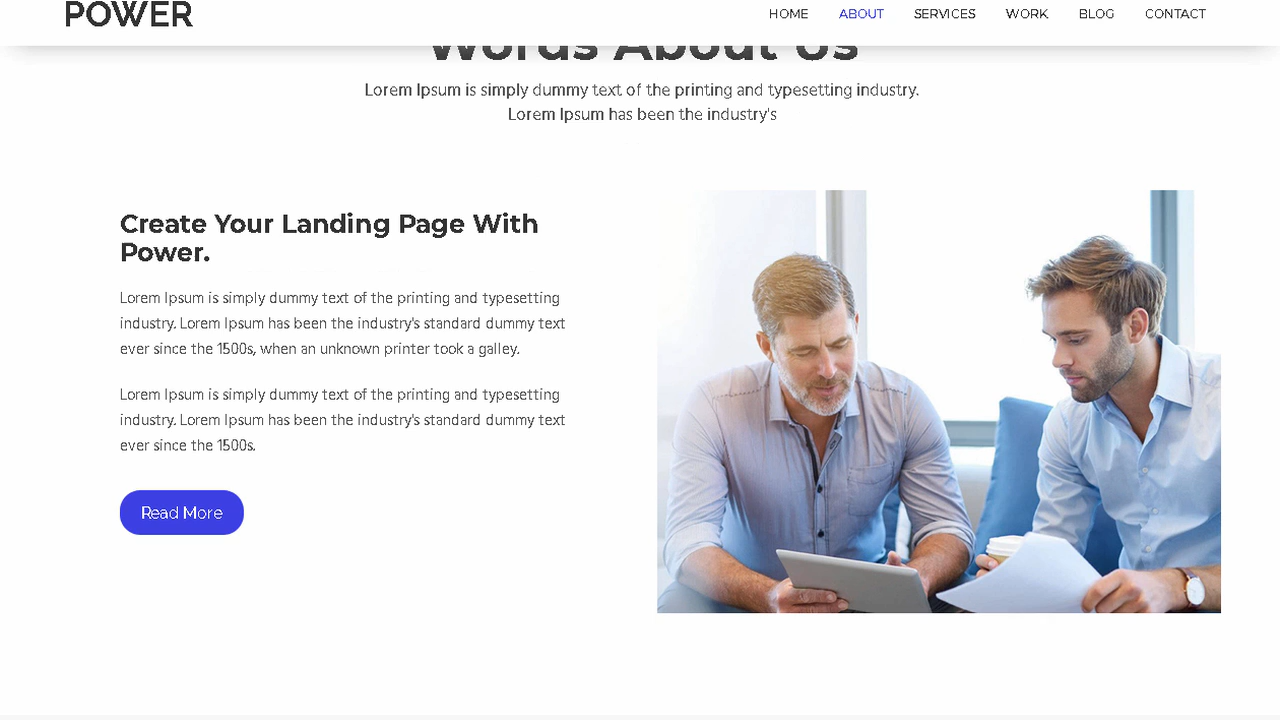 POWER
HOME ABOUT SERVICES WORK BLOG CONTACT
Words About Us
Lorem Ipsum is simply dummy text of the printing and typesetting industry.
Lorem Ipsum has been the industry's
Create Your Landing Page With
Power.
Lorem Ipsum is simply dummy text of the printing and typesetting
industry. Lorem Ipsum has been the industry's standard dummy text
ever since the 1500s, when an unknown printer took a galley.
Lorem Ipsum is simply dummy text of the printing and typesetting
industry. Lorem Ipsum has been the industry's standard dummy text
ever since the 1500s.
Read More